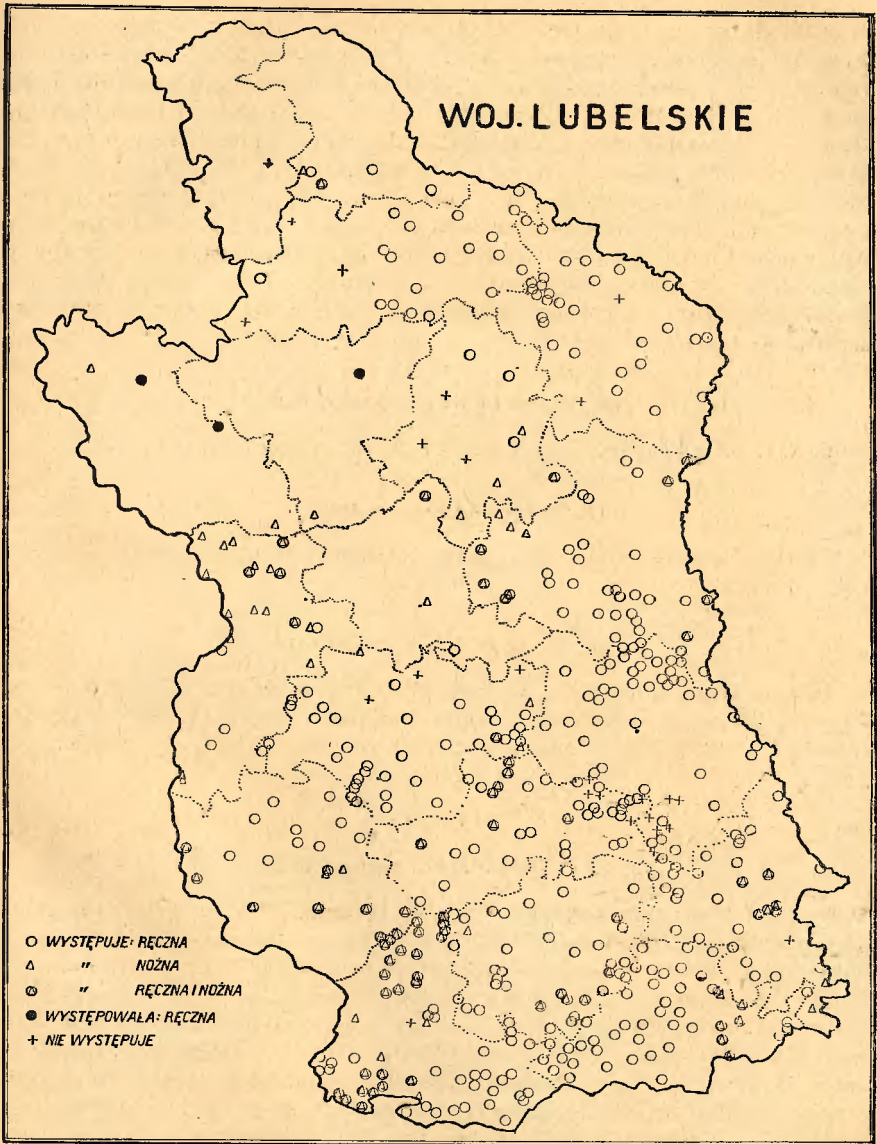 WOJ. LUBELSKIE
WYSTĘPUJE: RĘCZNA
" NOŻNA
" RĘCZNA I NOŻNA
WYSTĘPOWAŁA: RĘCZNA
NIE WYSTĘPUJE